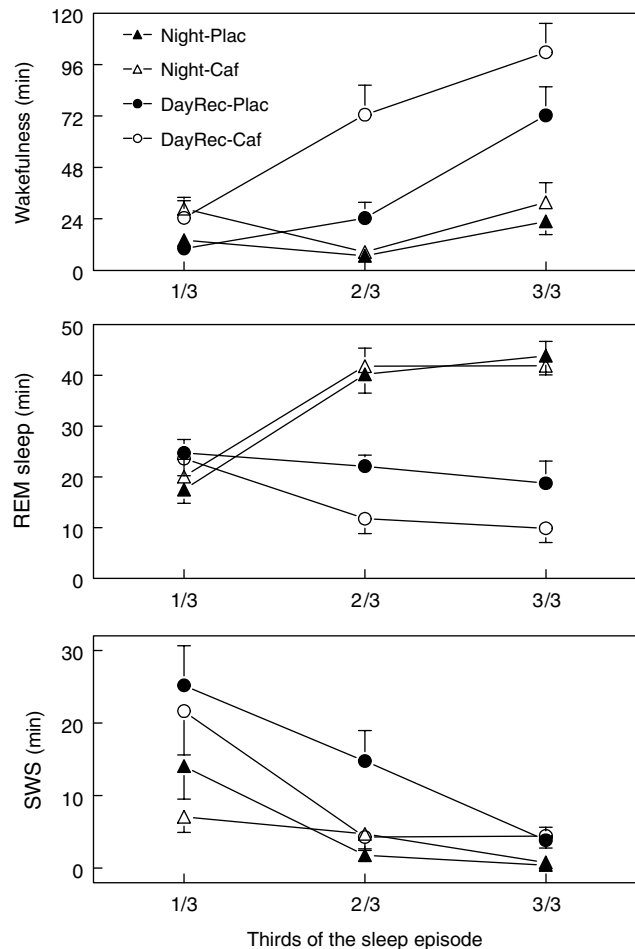 120
96
72
48
24
0
Wakefulness (min)
Night-Plac
Night-Caf
DayRec-Plac
DayRec-Caf
1/3 2/3 3/3
50
40
30
20
10
0
REM sleep (min)
1/3 2/3 3/3
30
20
10
0
SWS (min)
1/3 2/3 3/3
Thirds of the sleep episode